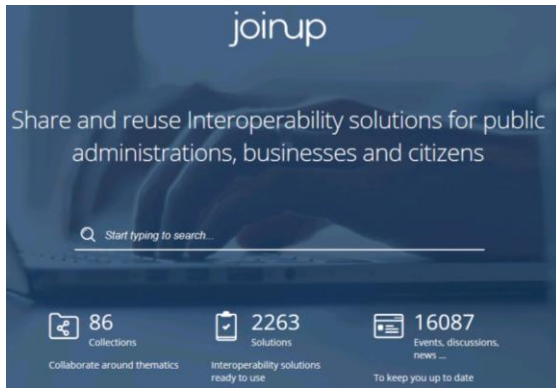 joinup
Share and reuse Interoperability solutions for public
administrations, businesses and citizens
Start typing to search...
86
Collections
Collaborate around thematics
2263
Solutions
Interoperability solutions
ready to use
16087
Events, discussions,
news ...
To keep you up to date